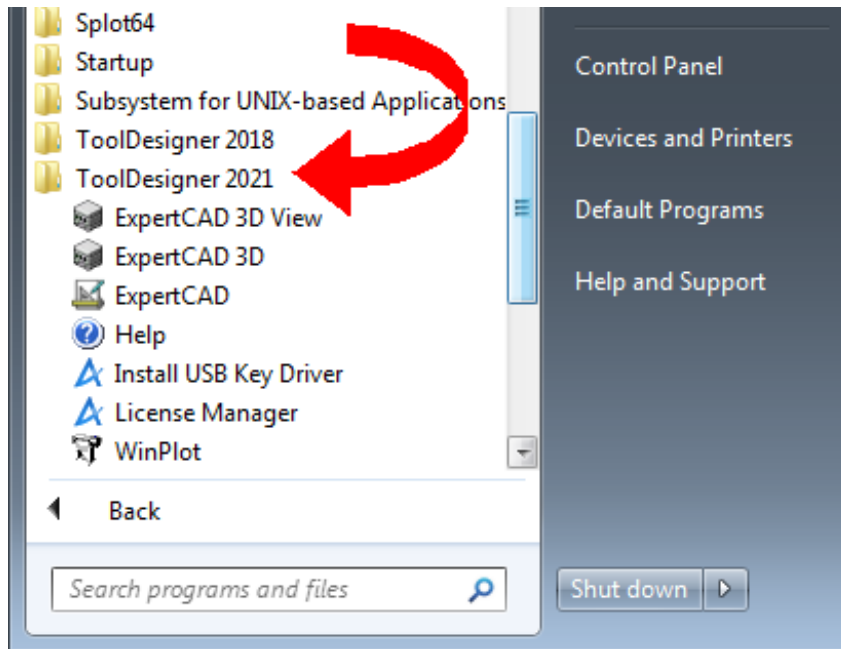 Splot64
Startup
Subsystem for UNIX-based Applications
ToolDesigner 2018
ToolDesigner 2021
ExpertCAD 3D View
ExpertCAD 3D
ExpertCAD
Help
Install USB Key Driver
License Manager
WinPlot
Back
Search programs and files
Control Panel
Devices and Printers
Default Programs
Help and Support
Shut down